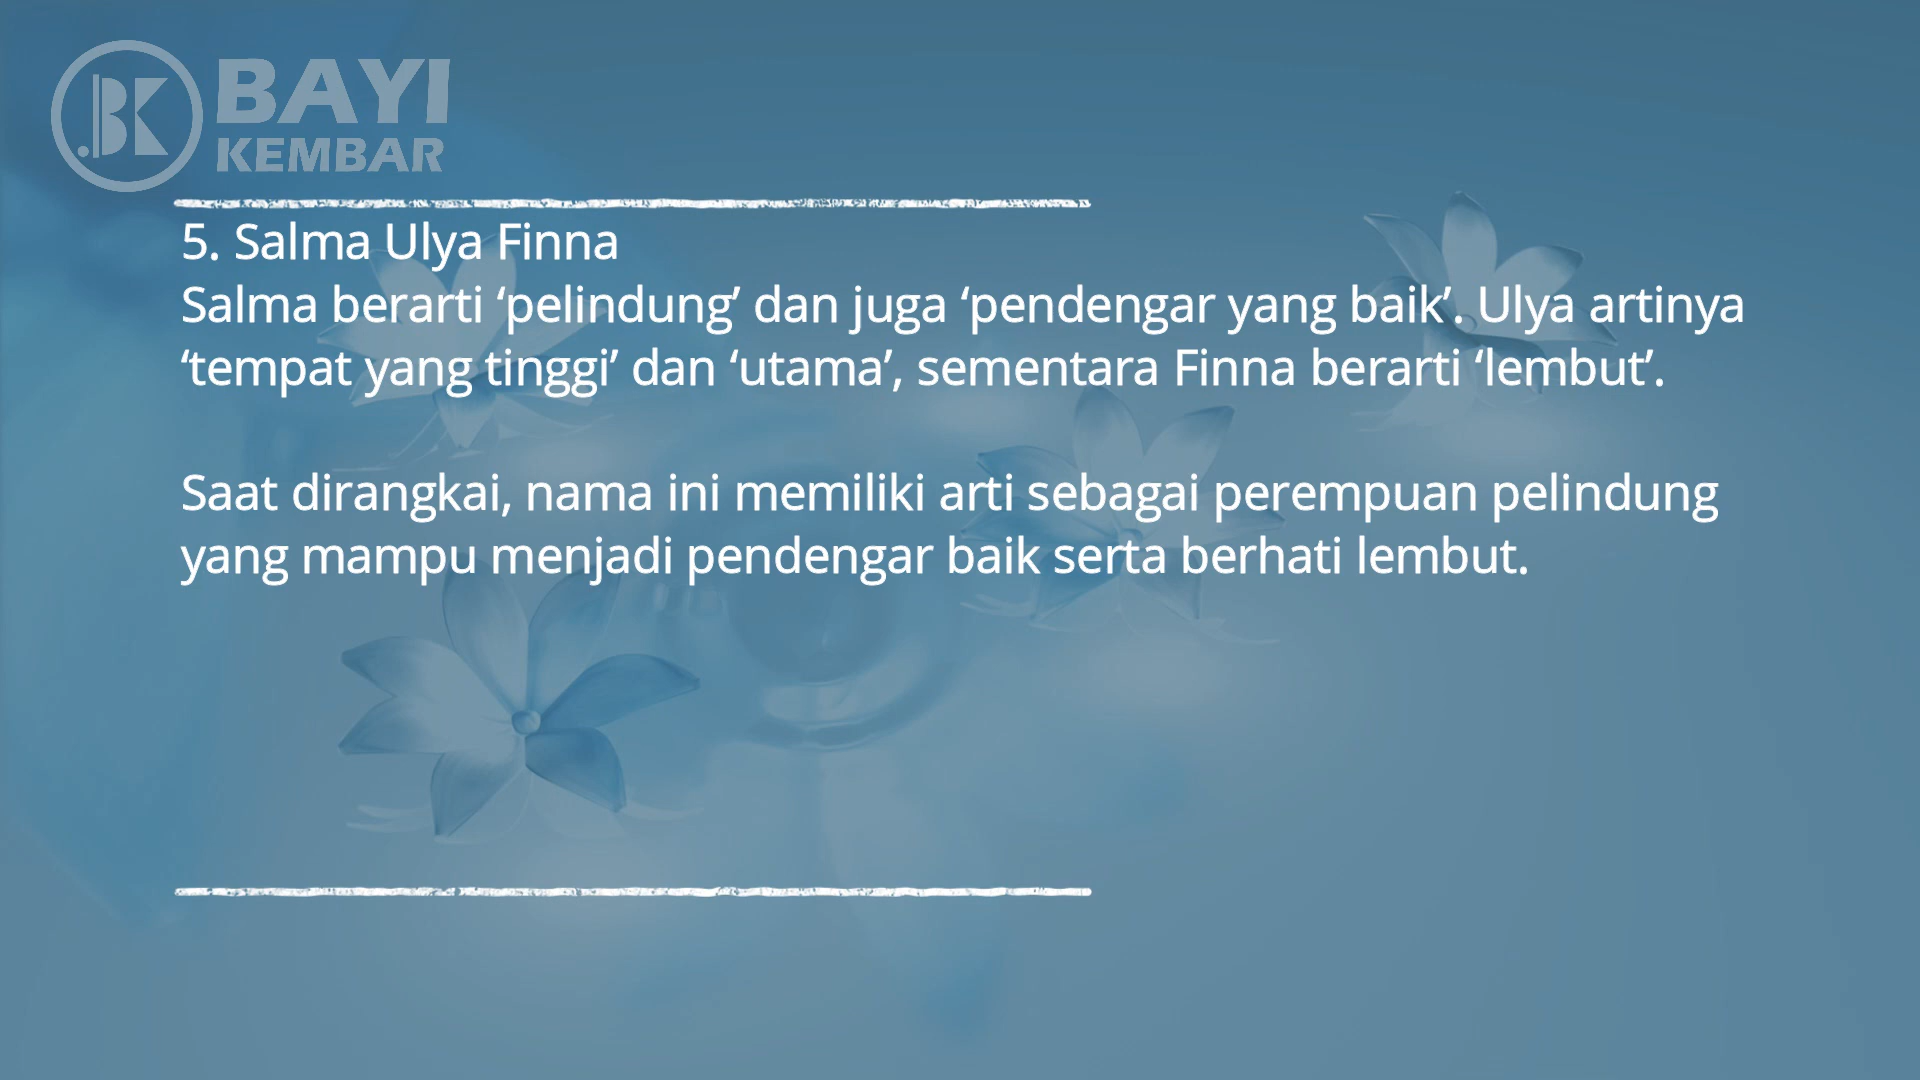 .BK BAYI
KEMBAR
5. Salma Ulya Finna
Salma berarti ‘pelindung’ dan juga ‘pendengar yang baik’. Ulya artinya
‘tempat yang tinggi’ dan ‘utama’, sementara Finna berarti ‘lembut’.
Saat dirangkai, nama ini memiliki arti sebagai perempuan pelindung
yang mampu menjadi pendengar baik serta berhati lembut.